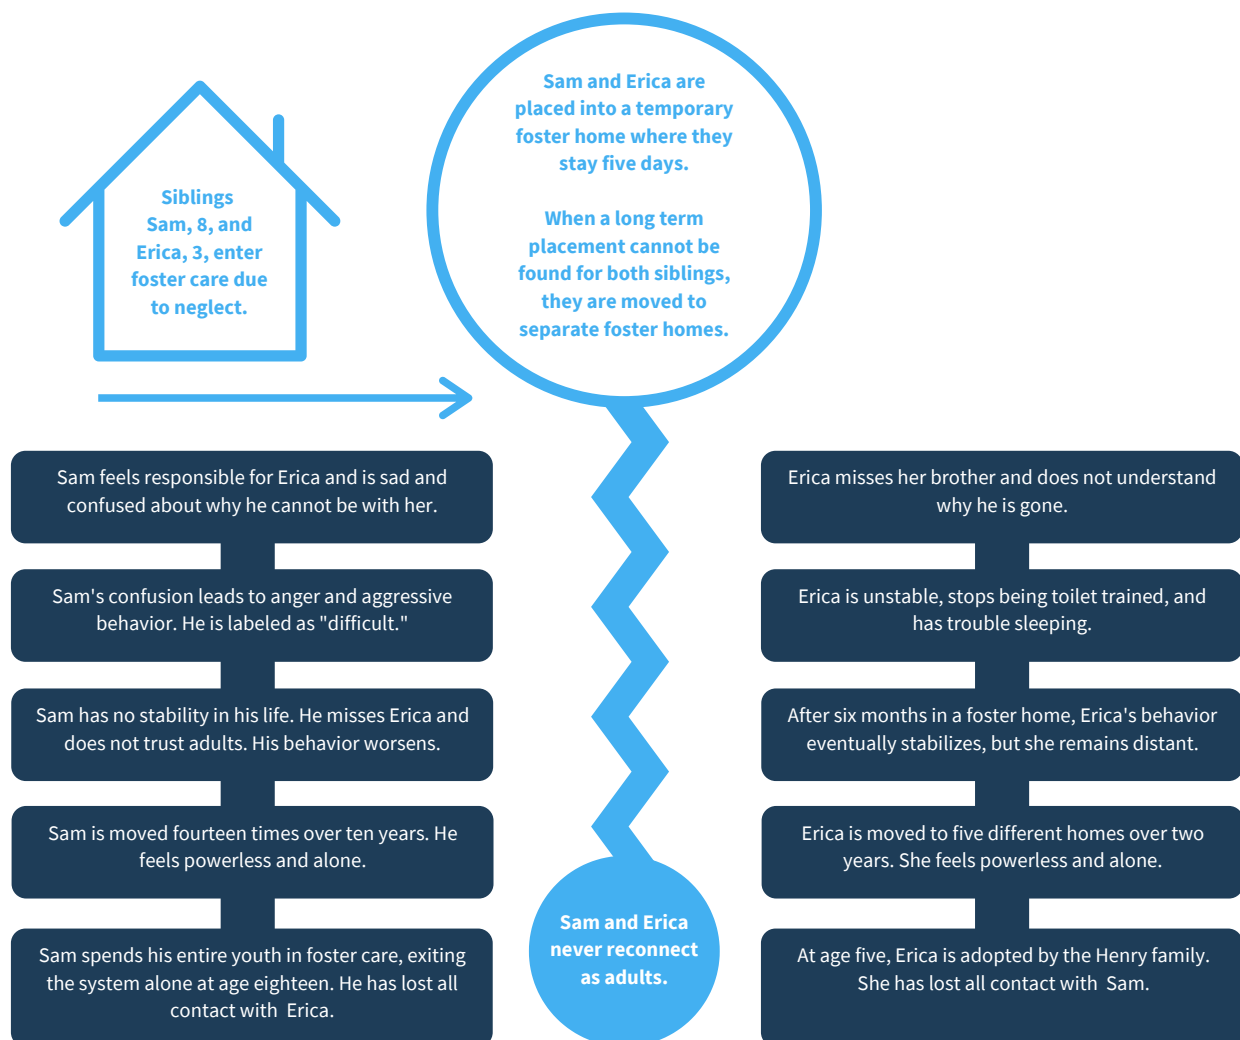 Siblings
Sam, 8, and
Erica, 3, enter
foster care due
to neglect.
Sam and Erica are
placed into a temporary
foster home where they
stay five days.
When a long term
placement cannot be
found for both siblings,
they are moved to
separate foster homes.
Sam feels responsible for Erica and is sad and
confused about why he cannot be with her.
Sam's confusion leads to anger and aggressive
behavior. He is labeled as "difficult."
Sam has no stability in his life. He misses Erica and
does not trust adults. His behavior worsens.
Sam is moved fourteen times over ten years. He
feels powerless and alone.
Sam spends his entire youth in foster care, exiting
the system alone at age eighteen. He has lost all
contact with Erica.
Erica misses her brother and does not understand
why he is gone.
Erica is unstable, stops being toilet trained, and
has trouble sleeping.
After six months in a foster home, Erica's behavior
eventually stabilizes, but she remains distant.
Erica is moved to five different homes over two
years. She feels powerless and alone.
At age five, Erica is adopted by the Henry family.
She has lost all contact with Sam.
Sam and Erica
never reconnect
as adults.